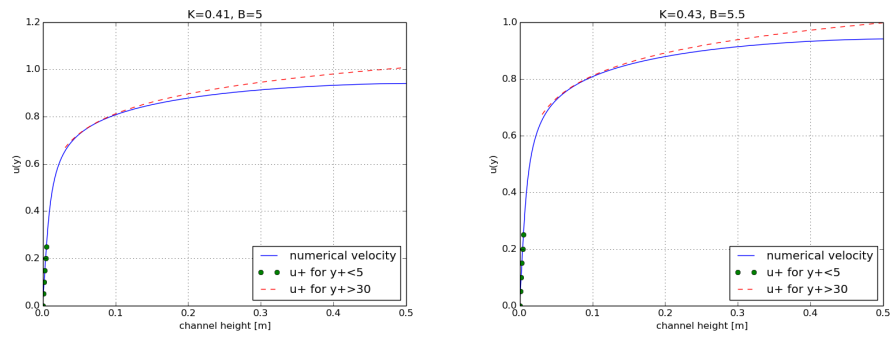 K=0.41, B=5
1.2
1.0
0.8
0.6
0.4
0.2
0.0
u(y)
numerical velocity
u+ for y+<5
u+ for y+>30
0.0 0.1 0.2 0.3 0.4 0.5
channel height [m]
K=0.43, B=5.5
1.0
0.8
0.6
0.4
0.2
0.0
u(y)
numerical velocity
u+ for y+<5
u+ for y+>30
0.0 0.1 0.2 0.3 0.4 0.5
channel height [m]